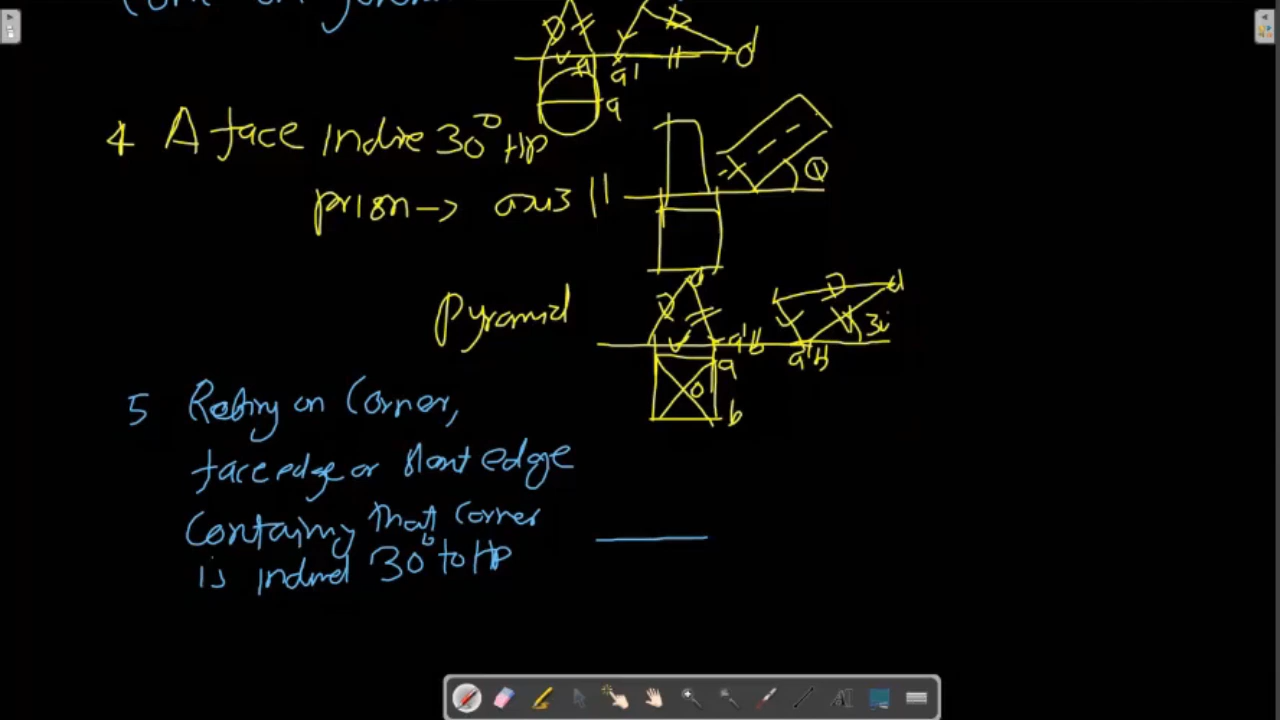 o'
a'
a
4 A face incline 30° HP
prism → axis || 
θ
pyramid
o'
a'b'
a
o
b
o'
30
a'b'
5 Resting on Corner,
face edge or slant edge
Containing that corner
is inclined 30° to HP